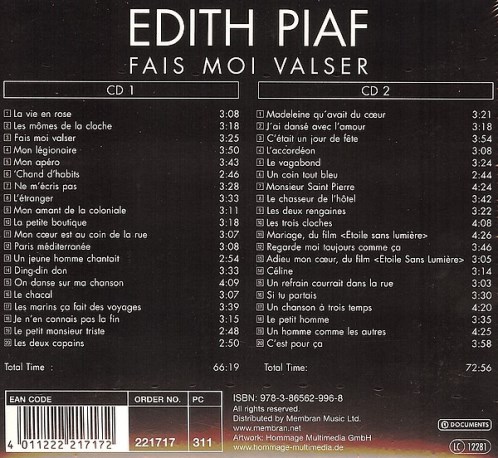 EDITH PIAF
FAIS MOI VALSER
CD 1
1 La vie en rose 3:08
2 Les mômes de la cloche 3:18
3 Fais moi valser 3:25
4 Mon légionaire 3:50
5 Mon apéro 3:43
6 'Chand d'habits 2:46
7 Ne m'écris pas 3:28
8 L'étranger 3:33
9 Mon amant de la coloniale 3:11
10 La petite boutique 3:18
11 Mon cœur est au coin de la rue 3:07
12 Paris méditerranée 3:08
13 Un jeune homme chantait 2:54
14 Ding-din don 3:33
15 On danse sur ma chanson 4:09
16 Le chacal 3:07
17 Les marins ça fait des voyages 3:39
18 Je n'en connais pas la fin 3:15
19 Le petit monsieur triste 2:48
20 Les deux copains 2:50
Total Time : 66:19
CD 2
1 Madeleine qu'avait du cœur 3:21
2 J'ai dansé avec l'amour 3:18
3 C'était un jour de fête 3:54
4 L'accordéon 3:08
5 Le vagabond 3:24
6 Un coin tout bleu 2:44
7 Monsieur Saint Pierre 4:24
8 Le chasseur de l'hôtel 3:42
9 Les deux rengaines 3:22
10 Les trois cloches 4:08
11 Mariage, du film <Étoile sans lumière> 4:26
12 Regarde moi toujours comme ça 3:46
13 Adieu mon cœur, du film <Étoile Sans Lumière> 3:05
14 Céline 3:14
15 Un refrain courrait dans la rue 3:03
16 Si tu partais 3:30
17 Un chanson à trois temps 4:20
18 Le petit homme 3:35
19 Un homme comme les autres 4:25
20 C'est pour ça 3:58
Total Time: 72:56
EAN CODE
4 011222 217172
ORDER NO.
221717
PC
311
ISBN: 978-3-86562-996-8
All rights reserved.
Distributed by Membran Music Ltd.
www.membran.net
Artwork: Hommage Multimedia GmbH
www.hommage-multimedia.de
DOCUMENTS
LC 12281